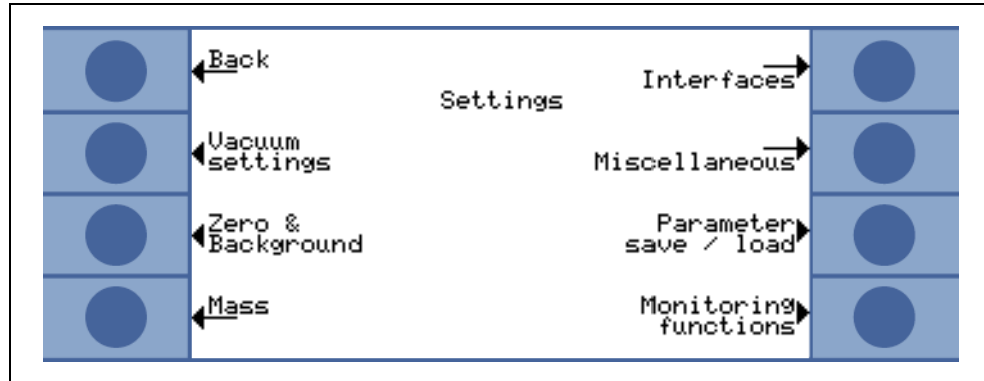 Back
Interfaces
Settings
Vacuum
settings
Miscellaneous
Zero &
Background
Parameter
save / load
Mass
Monitoring
functions